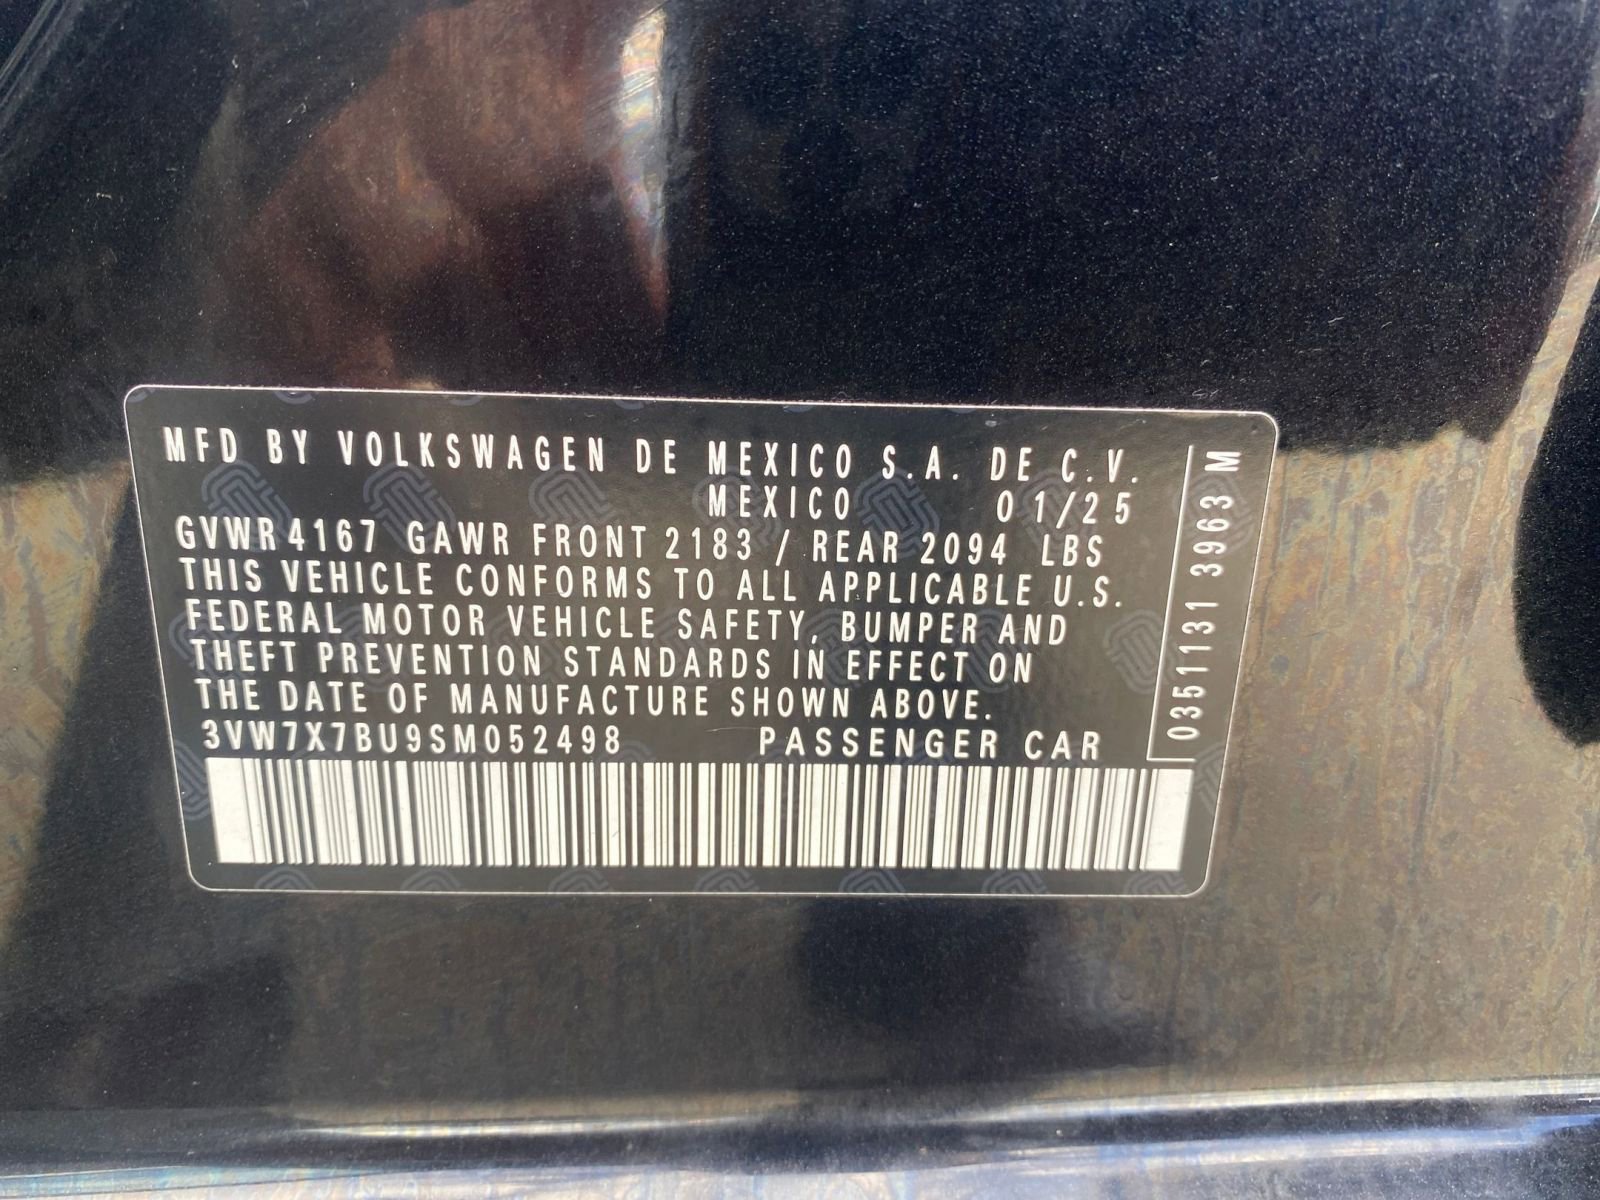 MFD BY VOLKSWAGEN DE MEXICO S.A. DE C.V.
MEXICO 01/25
GVWR 4167 GAWR FRONT 2183 / REAR 2094 LBS
THIS VEHICLE CONFORMS TO ALL APPLICABLE U.S.
FEDERAL MOTOR VEHICLE SAFETY, BUMPER AND
THEFT PREVENTION STANDARDS IN EFFECT ON
THE DATE OF MANUFACTURE SHOWN ABOVE.
3VW7X7BU9SM052498 PASSENGER CAR
0351131 3963 M